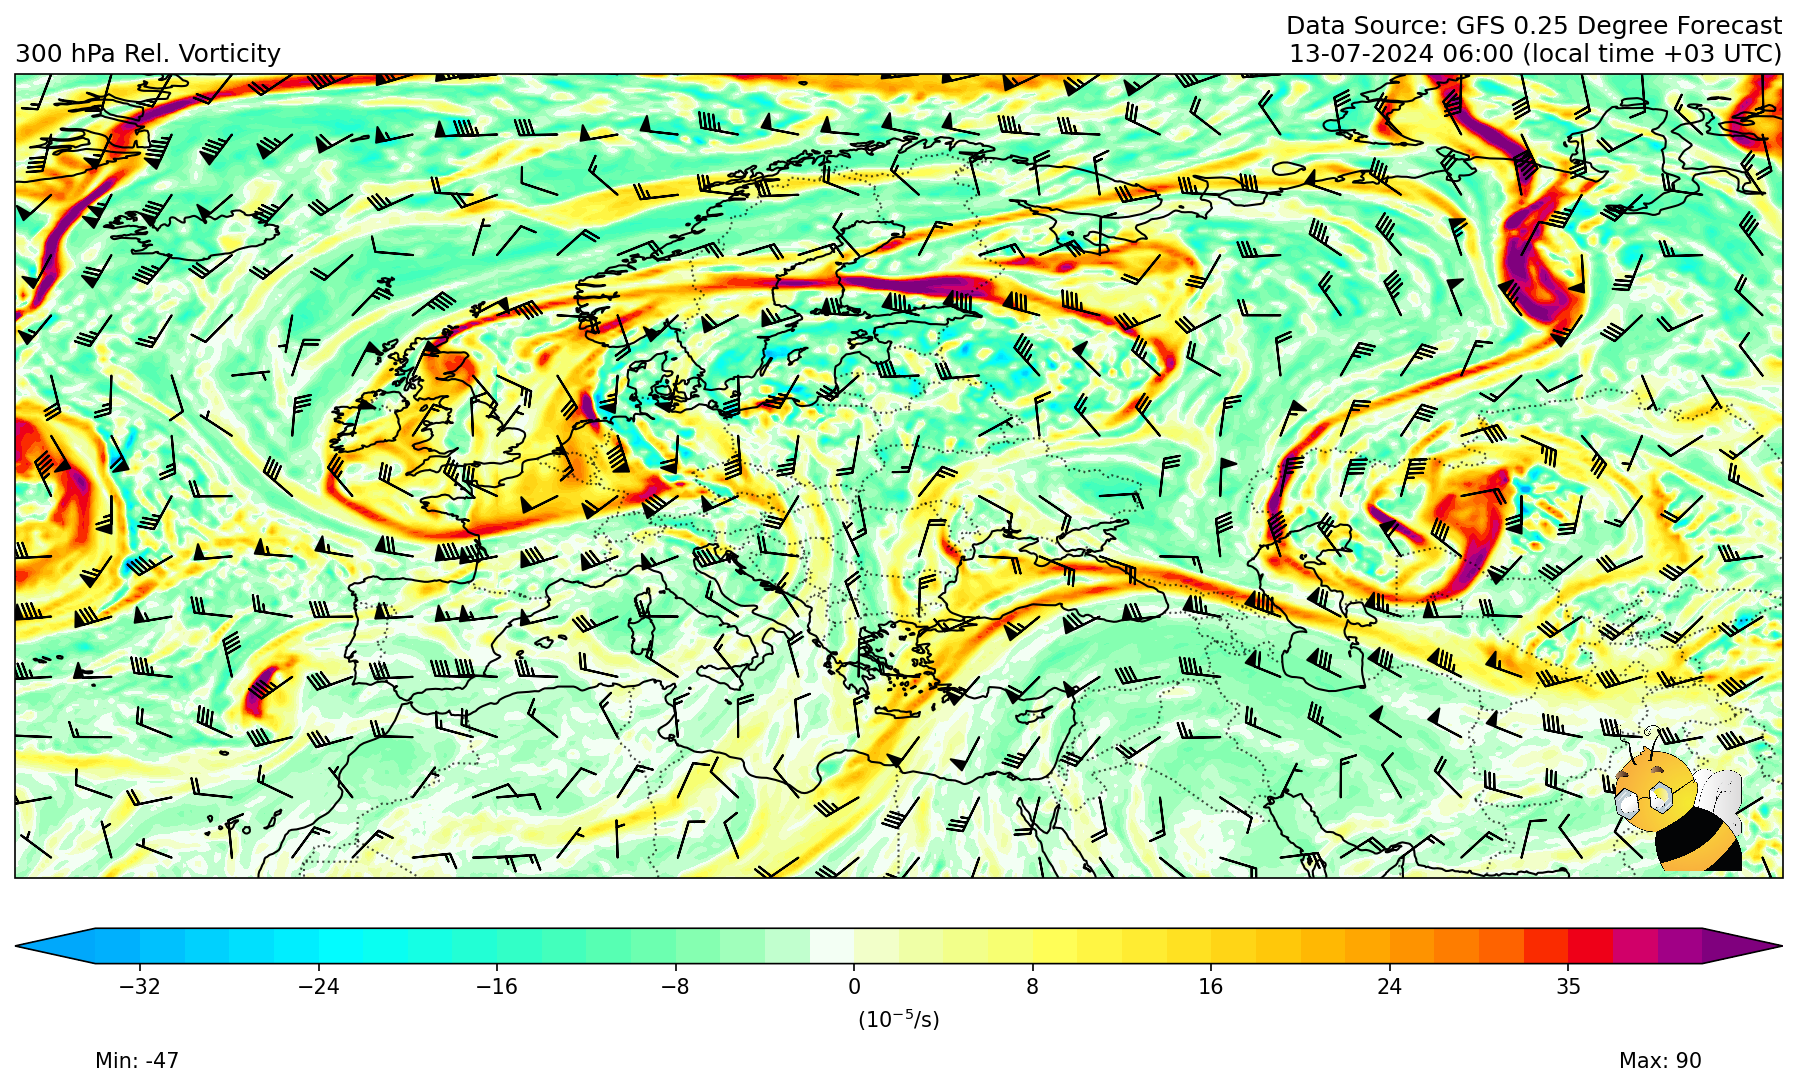 Data Source: GFS 0.25 Degree Forecast
300 hPa Rel. Vorticity
13-07-2024 06:00 (local time +03 UTC)
−32 −24 −16 −8 0 8 16 24 35
(10⁻⁵/s)
Min: -47
Max: 90